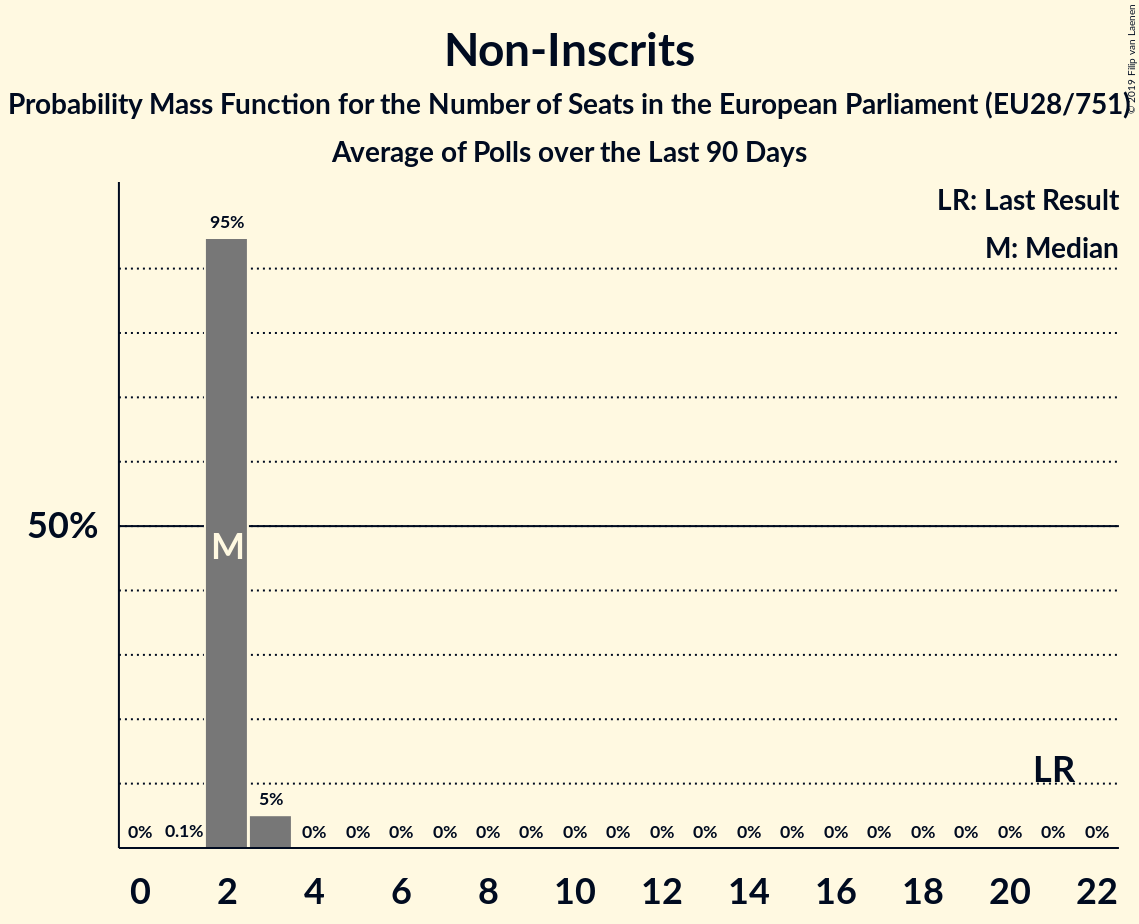 Non-Inscrits
Probability Mass Function for the Number of Seats in the European Parliament (EU28/751)
Average of Polls over the Last 90 Days
© 2019 Filip van Laenen
LR: Last Result
M: Median
95%
50%
M
LR
5%
0% 0.1% 0% 0% 0% 0% 0% 0% 0% 0% 0% 0% 0% 0% 0% 0% 0% 0% 0% 0% 0%
0 2 4 6 8 10 12 14 16 18 20 22